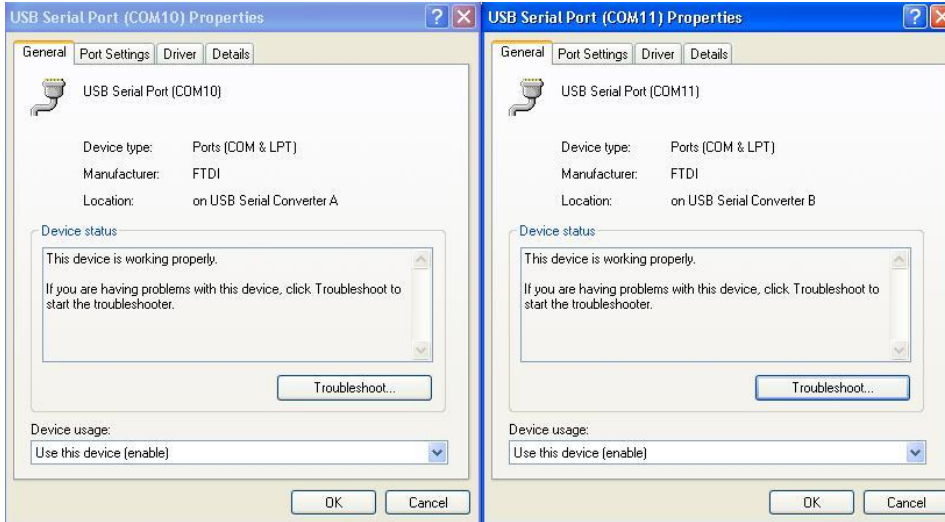 USB Serial Port (COM10) Properties
General Port Settings Driver Details
USB Serial Port (COM10)
Device type: Ports (COM & LPT)
Manufacturer: FTDI
Location: on USB Serial Converter A
Device status
This device is working properly.
If you are having problems with this device, click Troubleshoot to
start the troubleshooter.
Troubleshoot...
Device usage:
Use this device (enable)
OK Cancel
USB Serial Port (COM11) Properties
General Port Settings Driver Details
USB Serial Port (COM11)
Device type: Ports (COM & LPT)
Manufacturer: FTDI
Location: on USB Serial Converter B
Device status
This device is working properly.
If you are having problems with this device, click Troubleshoot to
start the troubleshooter.
Troubleshoot...
Device usage:
Use this device (enable)
OK Cancel